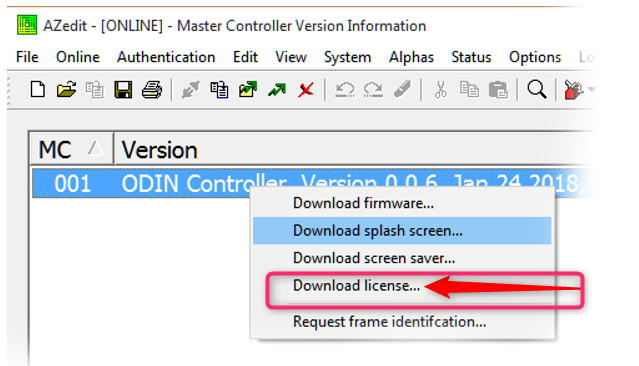 AZedit - [ONLINE] - Master Controller Version Information
File Online Authentication Edit View System Alphas Status Options
MC Version
001 ODIN Controller, Version 0.0.6, Jan 24 2018,
Download firmware...
Download splash screen...
Download screen saver...
Download license...
Request frame identifcation...